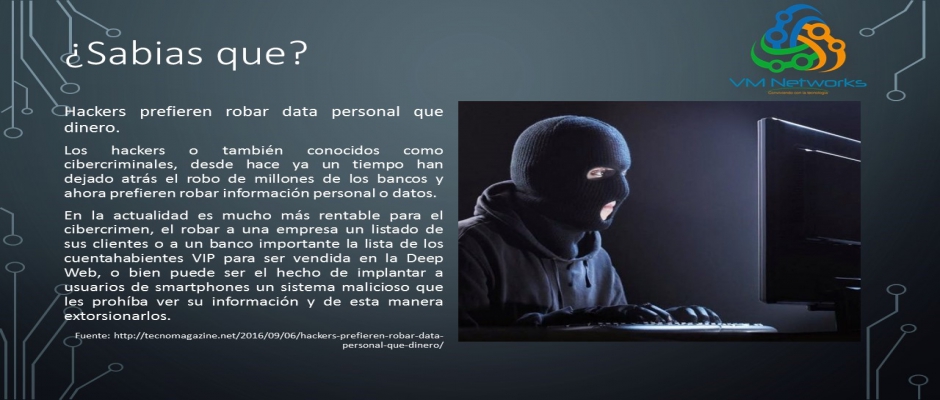 ¿Sabias que?
VM Networks
Hackers prefieren robar data personal que
dinero.
Los hackers o también conocidos como
cibercriminales, desde hace ya un tiempo han
dejado atrás el robo de millones de los bancos y
ahora prefieren robar información personal o datos.
En la actualidad es mucho más rentable para el
cibercrimen, el robar a una empresa un listado de
sus clientes o a un banco importante la lista de los
cuentahabientes VIP para ser vendida en la Deep
Web, o bien puede ser el hecho de implantar a
usuarios de smartphones un sistema malicioso que
les prohíba ver su información y de esta manera
extorsionarlos.
Fuente: http://tecnomagazine.net/2016/09/06/hackers-prefieren-robar-data-
personal-que-dinero/